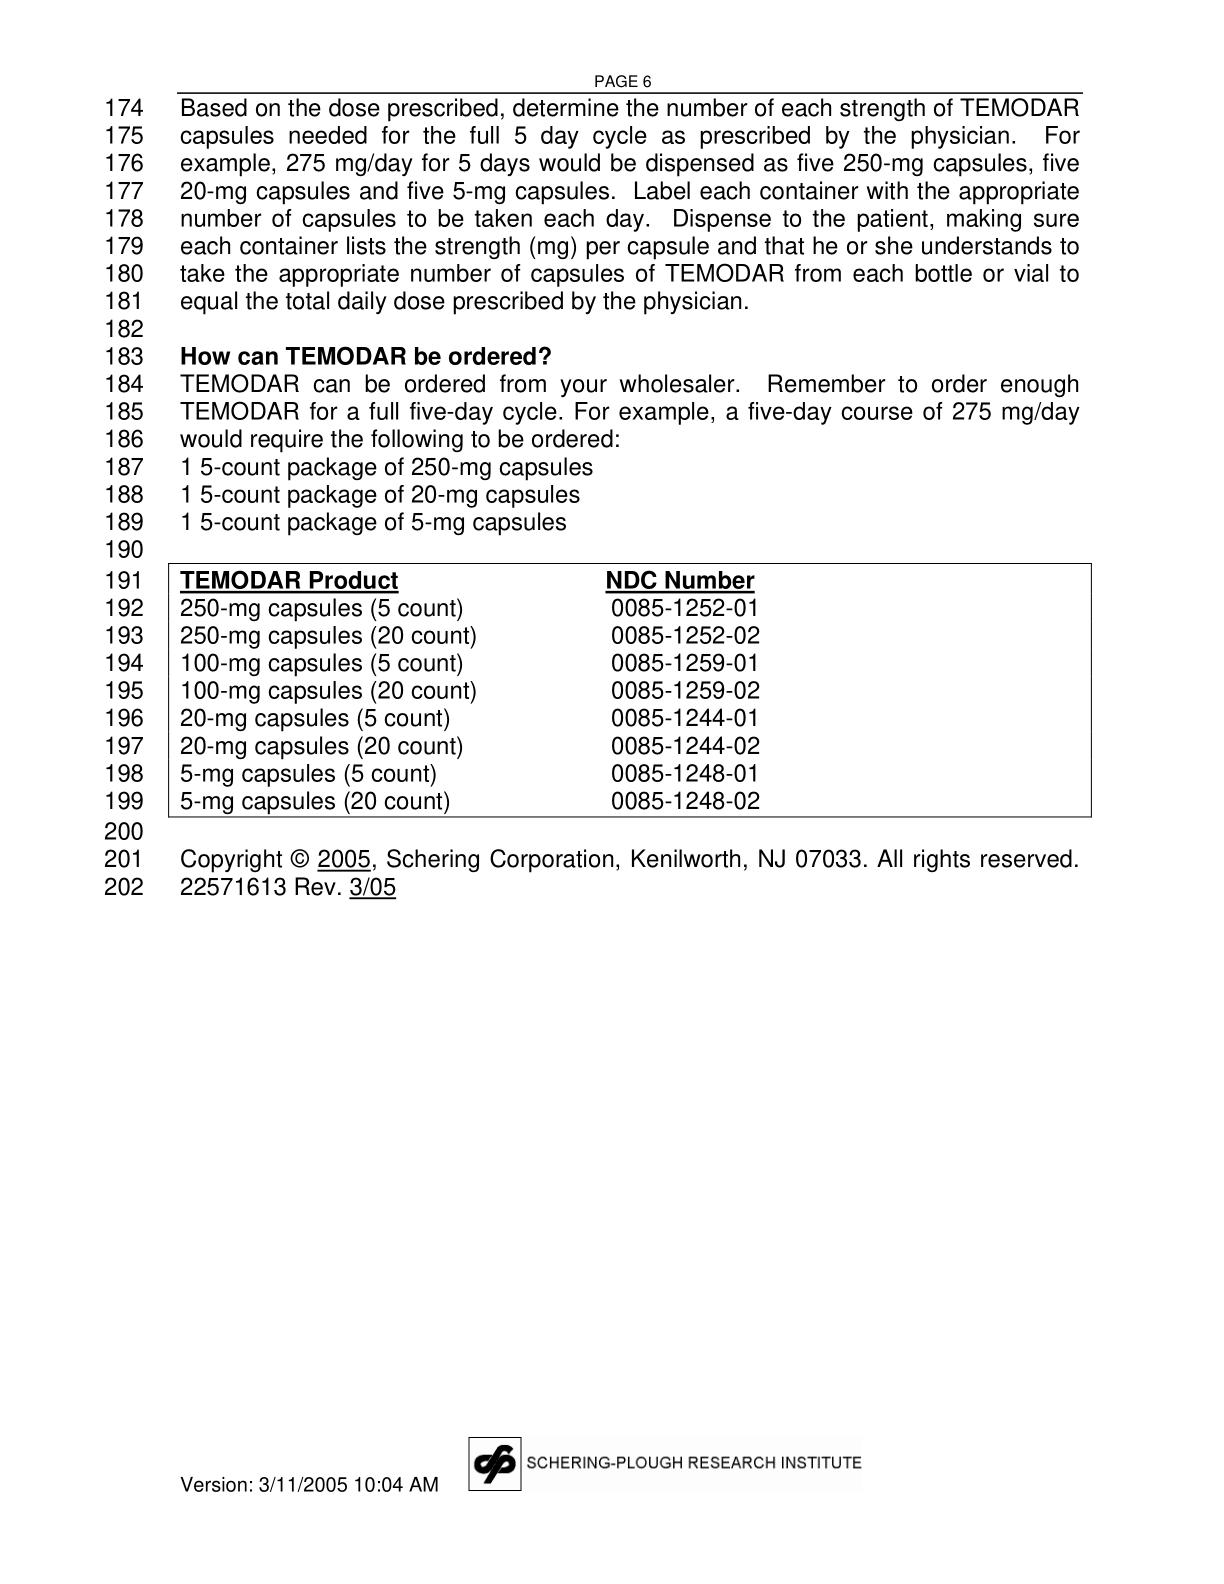 PAGE 6
174 Based on the dose prescribed, determine the number of each strength of TEMODAR
175 capsules needed for the full 5 day cycle as prescribed by the physician. For
176 example, 275 mg/day for 5 days would be dispensed as five 250-mg capsules, five
177 20-mg capsules and five 5-mg capsules. Label each container with the appropriate
178 number of capsules to be taken each day. Dispense to the patient, making sure
179 each container lists the strength (mg) per capsule and that he or she understands to
180 take the appropriate number of capsules of TEMODAR from each bottle or vial to
181 equal the total daily dose prescribed by the physician.
182
183 How can TEMODAR be ordered?
184 TEMODAR can be ordered from your wholesaler. Remember to order enough
185 TEMODAR for a full five-day cycle. For example, a five-day course of 275 mg/day
186 would require the following to be ordered:
187 1 5-count package of 250-mg capsules
188 1 5-count package of 20-mg capsules
189 1 5-count package of 5-mg capsules
190
191 TEMODAR Product NDC Number
192 250-mg capsules (5 count) 0085-1252-01
193 250-mg capsules (20 count) 0085-1252-02
194 100-mg capsules (5 count) 0085-1259-01
195 100-mg capsules (20 count) 0085-1259-02
196 20-mg capsules (5 count) 0085-1244-01
197 20-mg capsules (20 count) 0085-1244-02
198 5-mg capsules (5 count) 0085-1248-01
199 5-mg capsules (20 count) 0085-1248-02
200
201 Copyright © 2005, Schering Corporation, Kenilworth, NJ 07033. All rights reserved.
202 22571613 Rev. 3/05
SCHERING-PLOUGH RESEARCH INSTITUTE
Version: 3/11/2005 10:04 AM